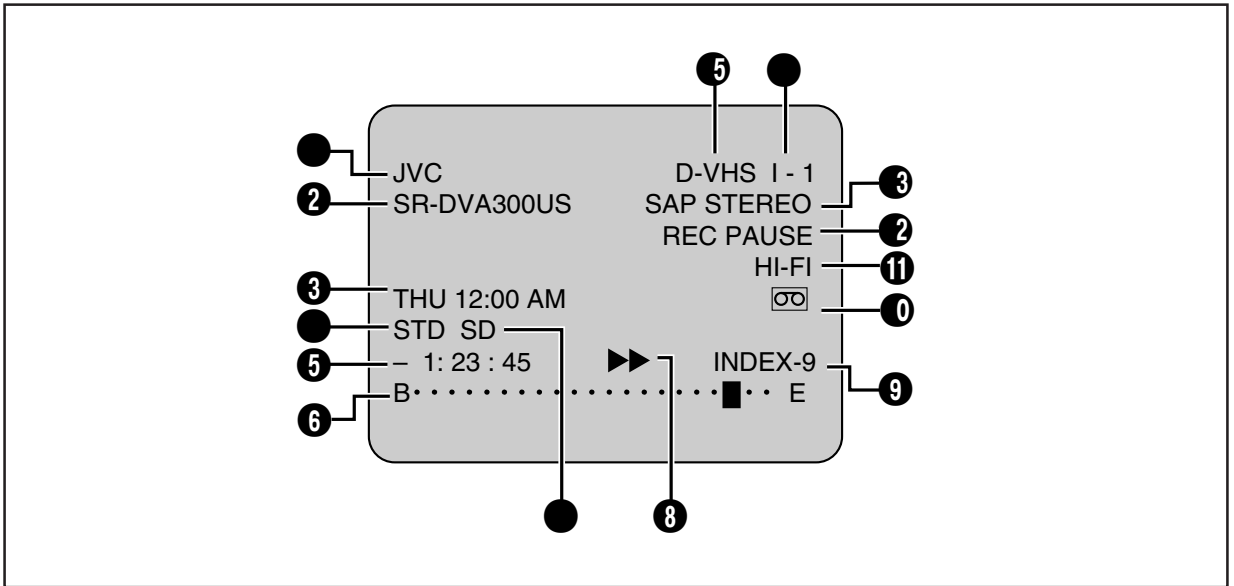 5
JVC D-VHS I - 1
2 SR-DVA300US SAP STEREO 3
REC PAUSE 2
HI-FI 11
3 THU 12:00 AM 0
STD SD
5 – 1: 23 : 45 ▶▶ INDEX-9 9
6 B E
8